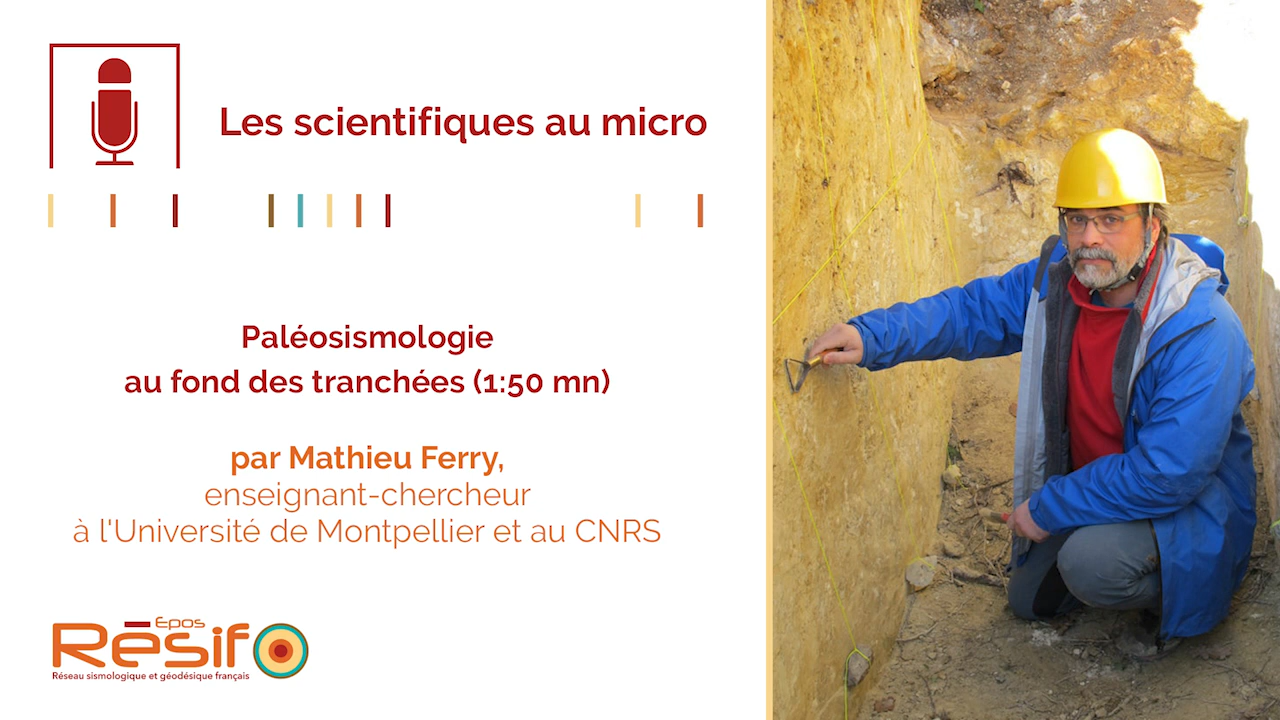 Les scientifiques au micro
Paléosismologie
au fond des tranchées (1:50 mn)
par Mathieu Ferry,
enseignant-chercheur
à l'Université de Montpellier et au CNRS
Epos
Résif
Réseau sismologique et géodésique français